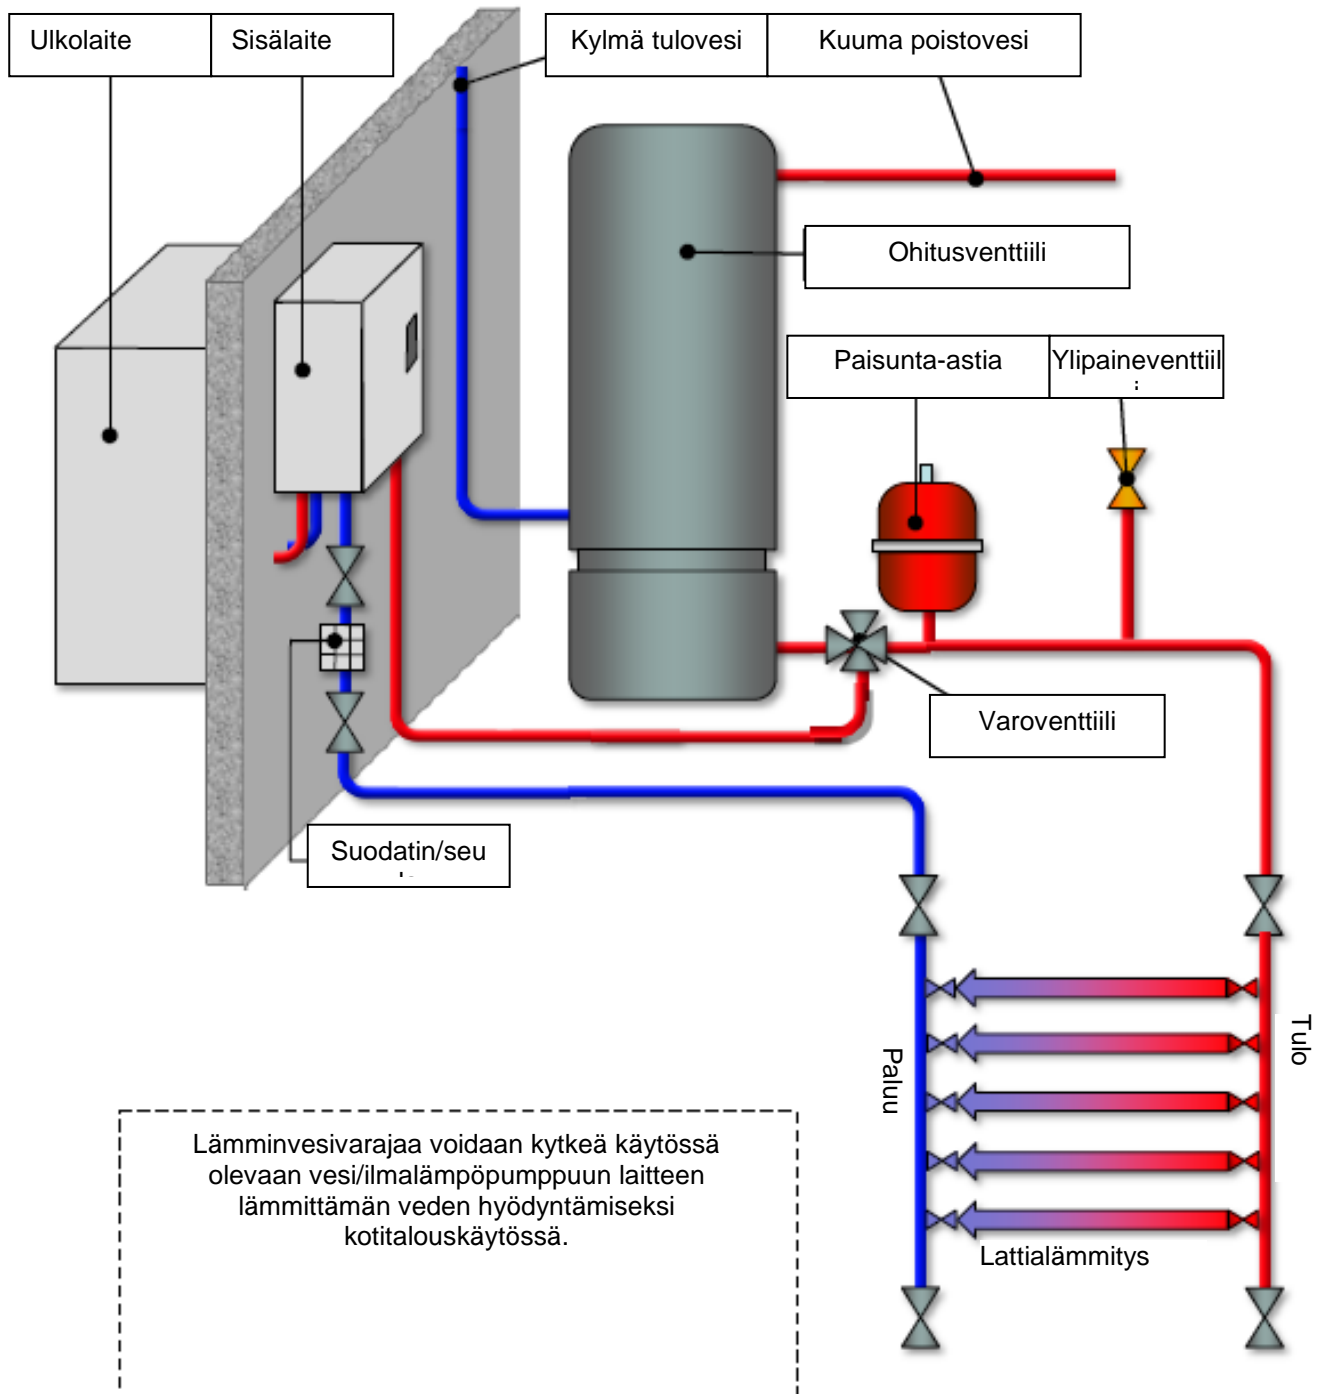 Ulkolaite
Sisälaite
Kylmä tulovesi
Kuuma poistovesi
Ohitusventtiili
Paisunta-astia
Ylipaineventtiil
Varoventtiili
Suodatin/seu
Tulo
Paluu
Lattialämmitys
Lämminvesivarajaa voidaan kytkeä käytössä
olevaan vesi/ilmalämpöpumppuun laitteen
lämmittämän veden hyödyntämiseksi
kotitalouskäytössä.